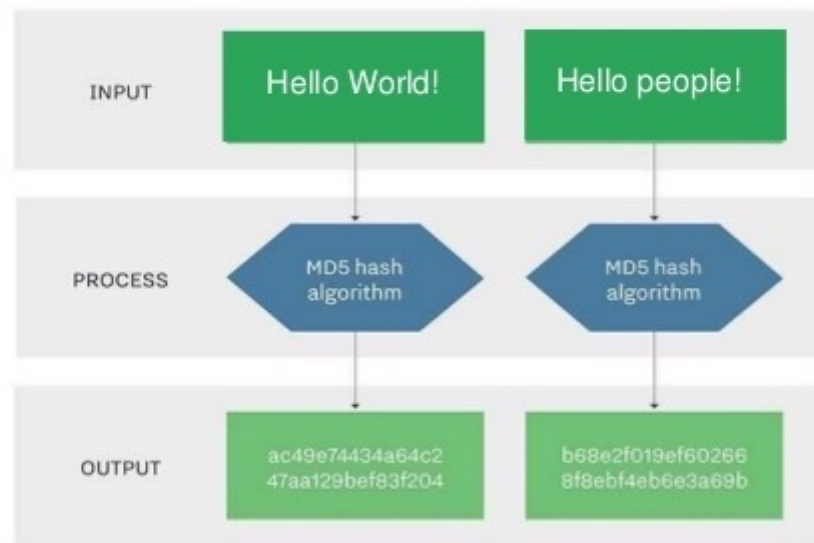 INPUT
Hello World!
Hello people!
PROCESS
MD5 hash
algorithm
MD5 hash
algorithm
OUTPUT
ac49e74434a64c2
47aa129bef83f204
b68e2f019ef60266
8f8ebf4eb6e3a69b